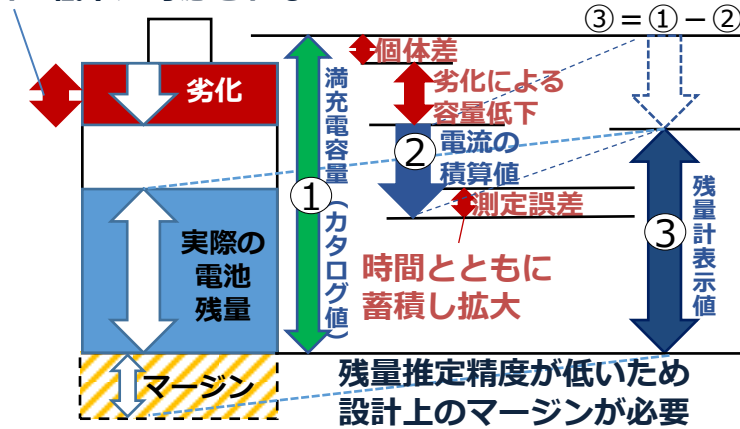 ③＝①－②
個体差
劣化
劣化による
容量低下
満充電容量（カタログ値）
①
②
電流の
積算値
測定誤差
③
残量計表示値
実際の
電池
残量
時間とともに
蓄積し拡大
マージン
残量推定精度が低いため
設計上のマージンが必要